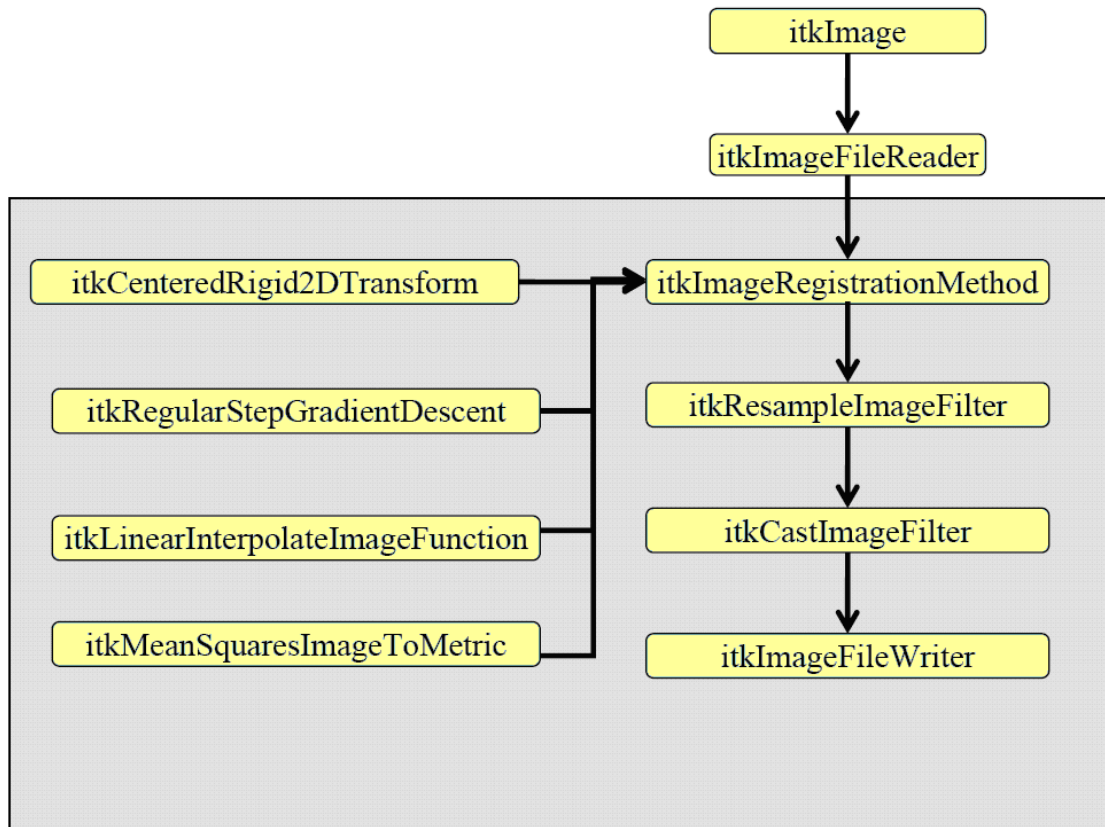 itkImage
itkImageFileReader
itkCenteredRigid2DTransform
itkImageRegistrationMethod
itkRegularStepGradientDescent
itkResampleImageFilter
itkLinearInterpolateImageFunction
itkCastImageFilter
itkMeanSquaresImageToMetric
itkImageFileWriter